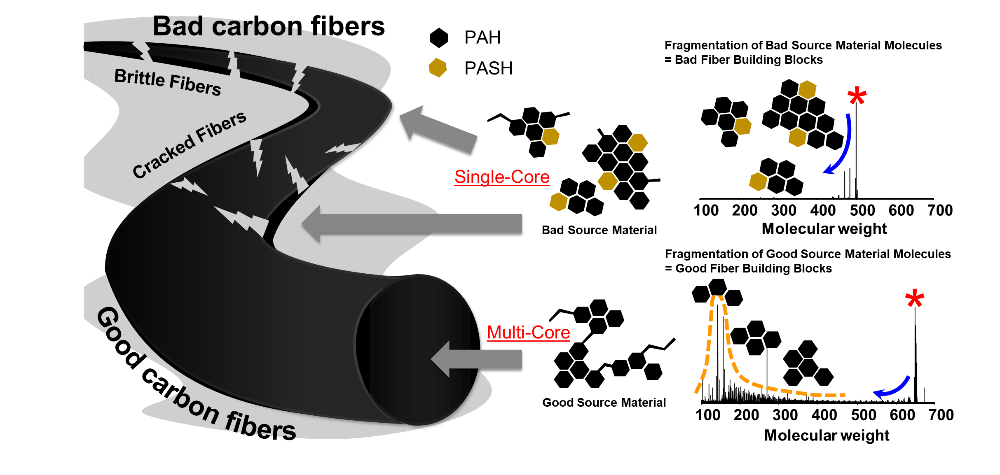 Bad carbon fibers
Brittle Fibers
Cracked Fibers
Good carbon fibers
PAH
PASH
Single-Core
Bad Source Material
Multi-Core
Good Source Material
Fragmentation of Bad Source Material Molecules
= Bad Fiber Building Blocks
*
100 200 300 400 500 600 700
Molecular weight
Fragmentation of Good Source Material Molecules
= Good Fiber Building Blocks
*
100 200 300 400 500 600 700
Molecular weight